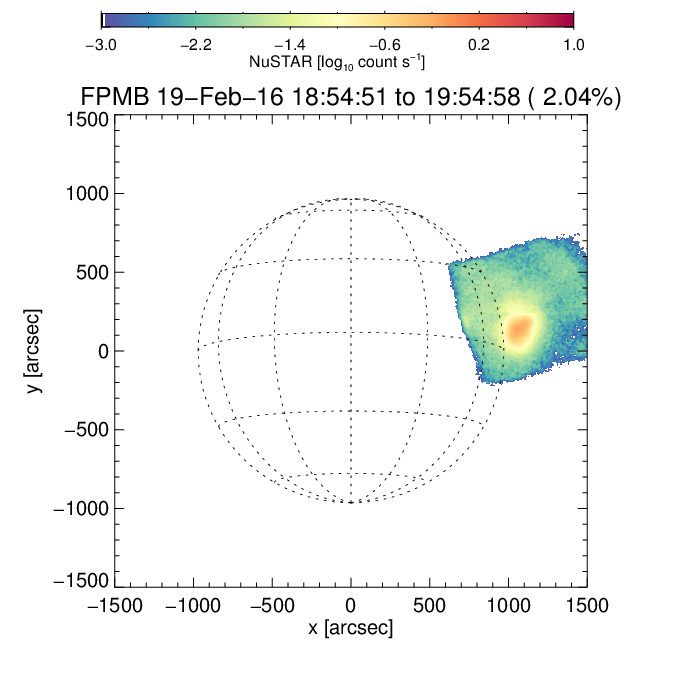 −3.0 −2.2 −1.4 −0.6 0.2 1.0
NuSTAR [log₁₀ count s⁻¹]
FPMB 19−Feb−16 18:54:51 to 19:54:58 ( 2.04%)
1500
1000
500
0
−500
−1000
−1500
y [arcsec]
−1500 −1000 −500 0 500 1000 1500
x [arcsec]